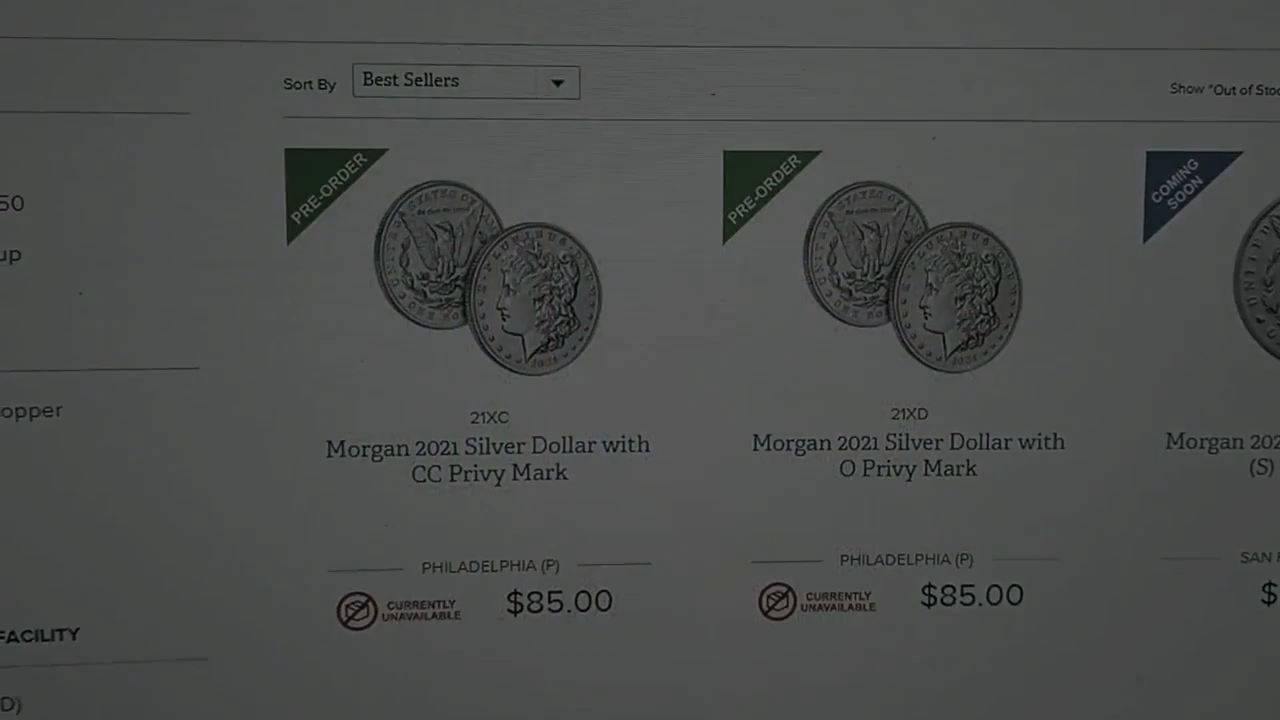 Sort By
Best Sellers
Show "Out of Stoc
50
up
opper
FACILITY
D)
PRE-ORDER
21XC
Morgan 2021 Silver Dollar with
CC Privy Mark
PHILADELPHIA (P)
CURRENTLY
UNAVAILABLE
$85.00
PRE-ORDER
21XD
Morgan 2021 Silver Dollar with
O Privy Mark
PHILADELPHIA (P)
CURRENTLY
UNAVAILABLE
$85.00
COMING
SOON
Morgan 202
(S)
SAN
$